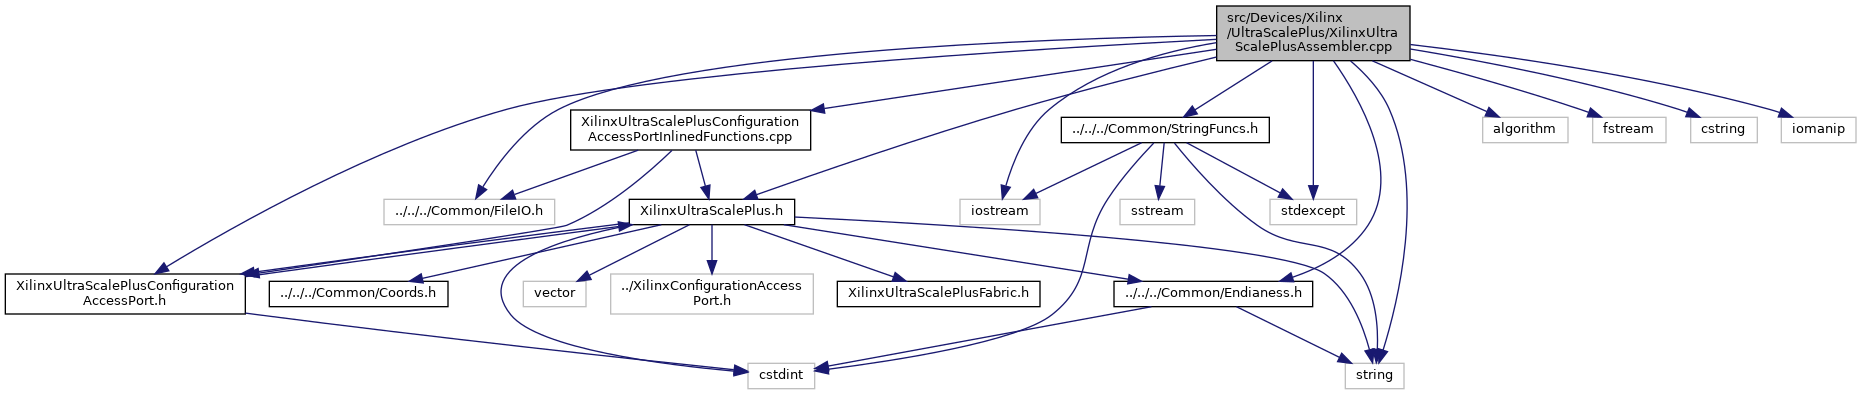 src/Devices/Xilinx
/UltraScalePlus/XilinxUltra
ScalePlusAssembler.cpp
XilinxUltraScalePlusConfiguration
AccessPortInlinedFunctions.cpp
../../../Common/StringFuncs.h
algorithm
fstream
cstring
iomanip
../../../Common/FileIO.h
XilinxUltraScalePlus.h
iostream
sstream
stdexcept
XilinxUltraScalePlusConfiguration
AccessPort.h
../../../Common/Coords.h
vector
../XilinxConfigurationAccess
Port.h
XilinxUltraScalePlusFabric.h
../../../Common/Endianess.h
cstdint
string